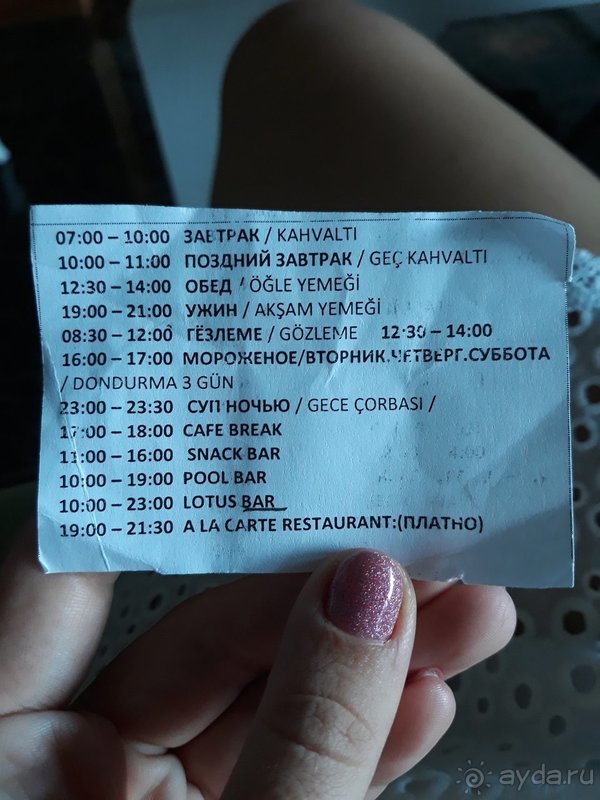 07:00 – 10:00 ЗАВТРАК / KAHVALTI
10:00 – 11:00 ПОЗДНИЙ ЗАВТРАК / GEÇ KAHVALTI
12:30 – 14:00 ОБЕД / ÖĞLE YEMEĞİ
19:00 – 21:00 УЖИН / AKŞAM YEMEĞİ
08:30 – 12:00 ГЁЗЛЕМЕ / GÖZLEME 12:30 – 14:00
16:00 – 17:00 МОРОЖЕНОЕ/ВТОРНИК.ЧЕТВЕРГ.СУББОТА
/ DONDURMA 3 GÜN
23:00 – 23:30 СУП НОЧЬЮ / GECE ÇORBASI /
17:00 – 18:00 CAFE BREAK
11:00 – 16:00 SNACK BAR
10:00 – 19:00 POOL BAR
10:00 – 23:00 LOTUS BAR
19:00 – 21:30 A LA CARTE RESTAURANT:(ПЛАТНО)
ayda.ru